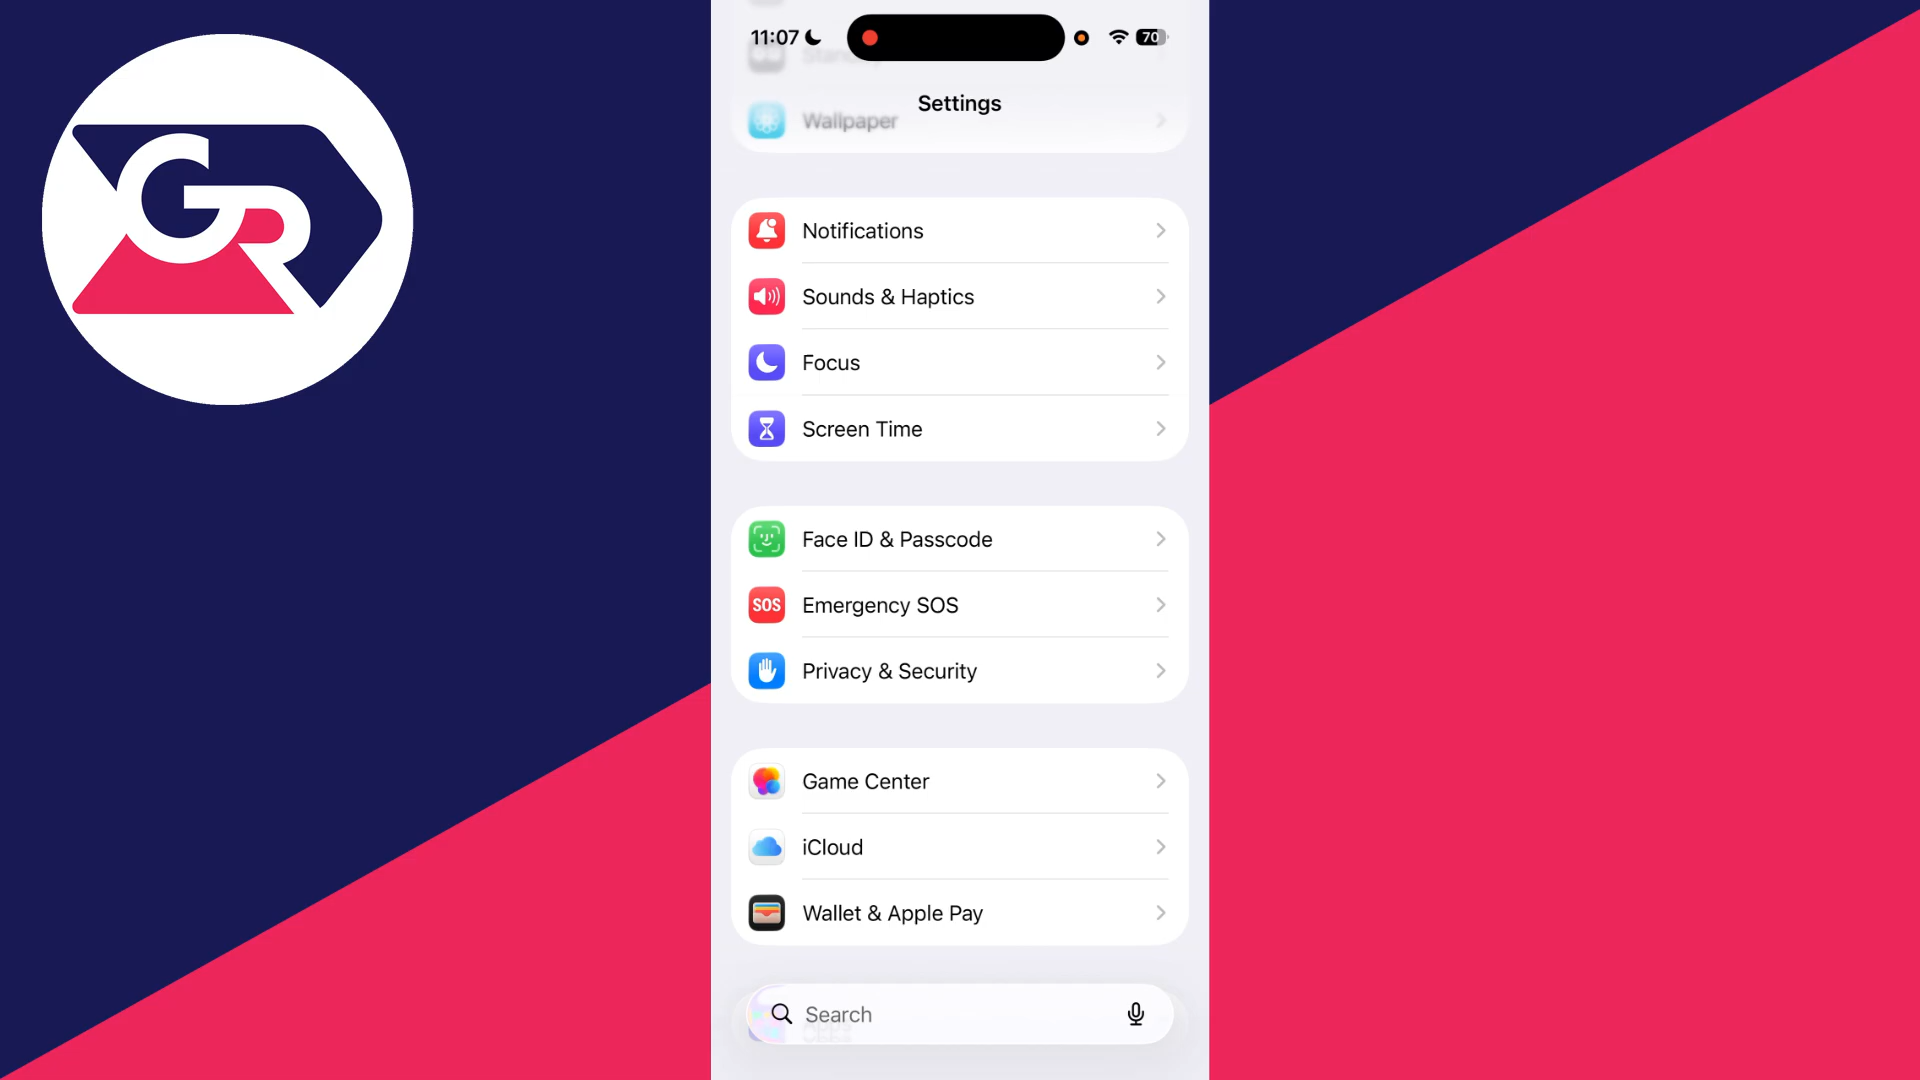 GR
11:07
70
Settings
Wallpaper
Notifications
Sounds & Haptics
Focus
Screen Time
Face ID & Passcode
SOS
Emergency SOS
Privacy & Security
Game Center
iCloud
Wallet & Apple Pay
Search